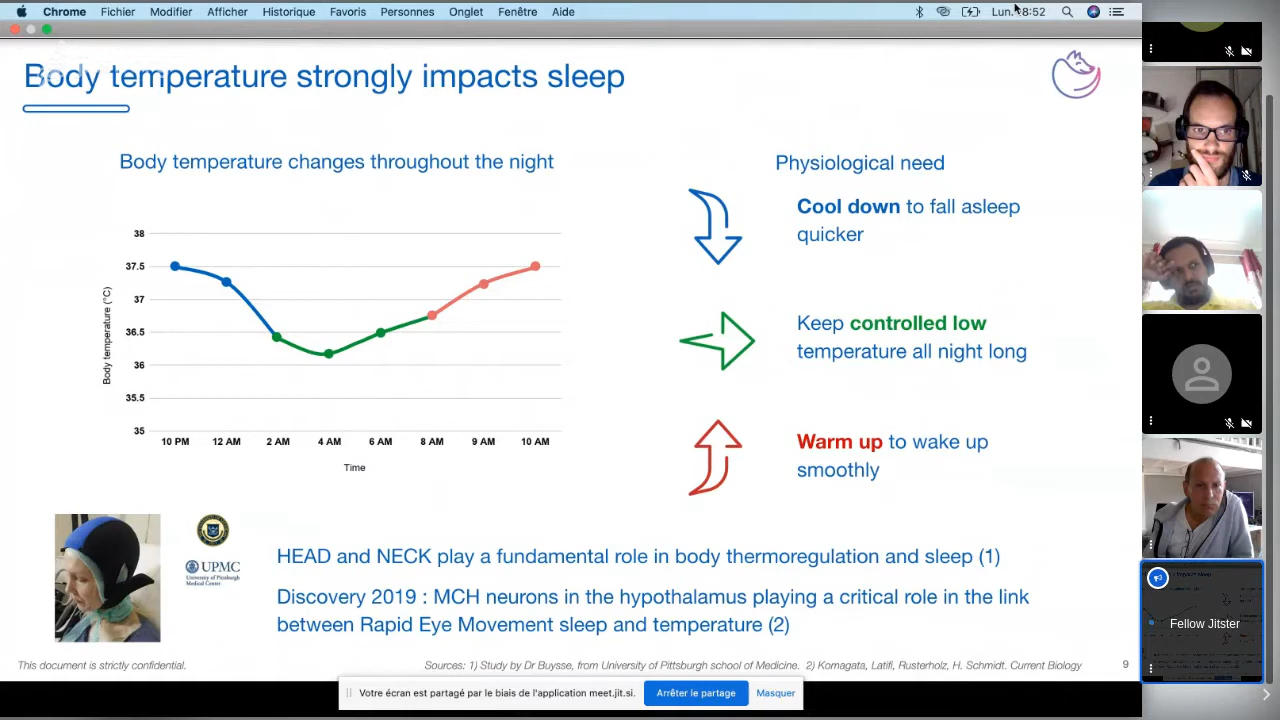 Chrome Fichier Modifier Afficher Historique Favoris Personnes Onglet Fenêtre Aide
Body temperature strongly impacts sleep
Body temperature changes throughout the night
38
37.5
37
36.5
36
35.5
35
Body temperature (°C)
10 PM 12 AM 2 AM 4 AM 6 AM 8 AM 9 AM 10 AM
Time
Physiological need
Cool down to fall asleep
quicker
Keep controlled low
temperature all night long
Warm up to wake up
smoothly
UPMC
University of Pittsburgh
Medical Center
HEAD and NECK play a fundamental role in body thermoregulation and sleep (1)
Discovery 2019 : MCH neurons in the hypothalamus playing a critical role in the link
between Rapid Eye Movement sleep and temperature (2)
This document is strictly confidential.
Sources: 1) Study by Dr Buysse, from University of Pittsburgh school of Medicine. 2) Komagata, Latifi, Rusterholz, H. Schmidt. Current Biology
9
Votre écran est partagé par le biais de l'application meet.jit.si. Arrêter le partage Masquer
Fellow Jitster